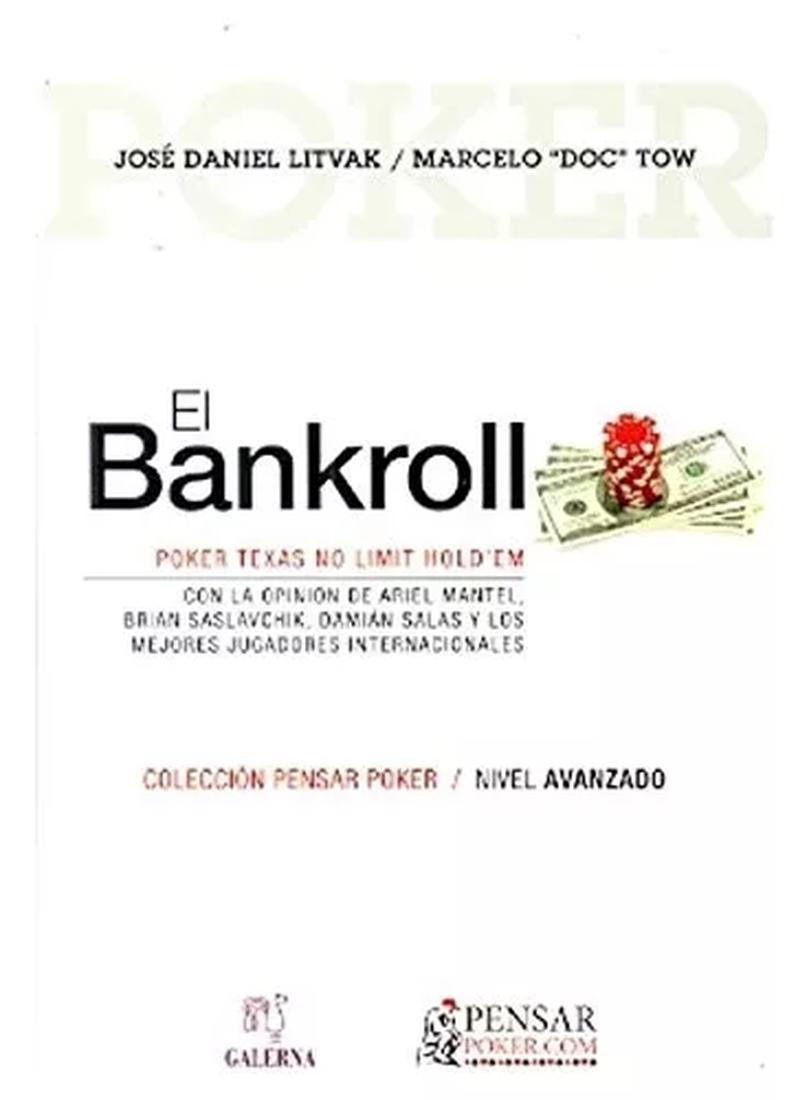 POKER
JOSÉ DANIEL LITVAK / MARCELO "DOC" TOW
El
Bankroll
POKER TEXAS NO LIMIT HOLD'EM
CON LA OPINION DE ARIEL MANTEL,
BRIAN SASLAVCHIK, DAMIÁN SALAS Y LOS
MEJORES JUGADORES INTERNACIONALES
COLECCIÓN PENSAR POKER / NIVEL AVANZADO
GALERNA
PENSAR
POKER.COM